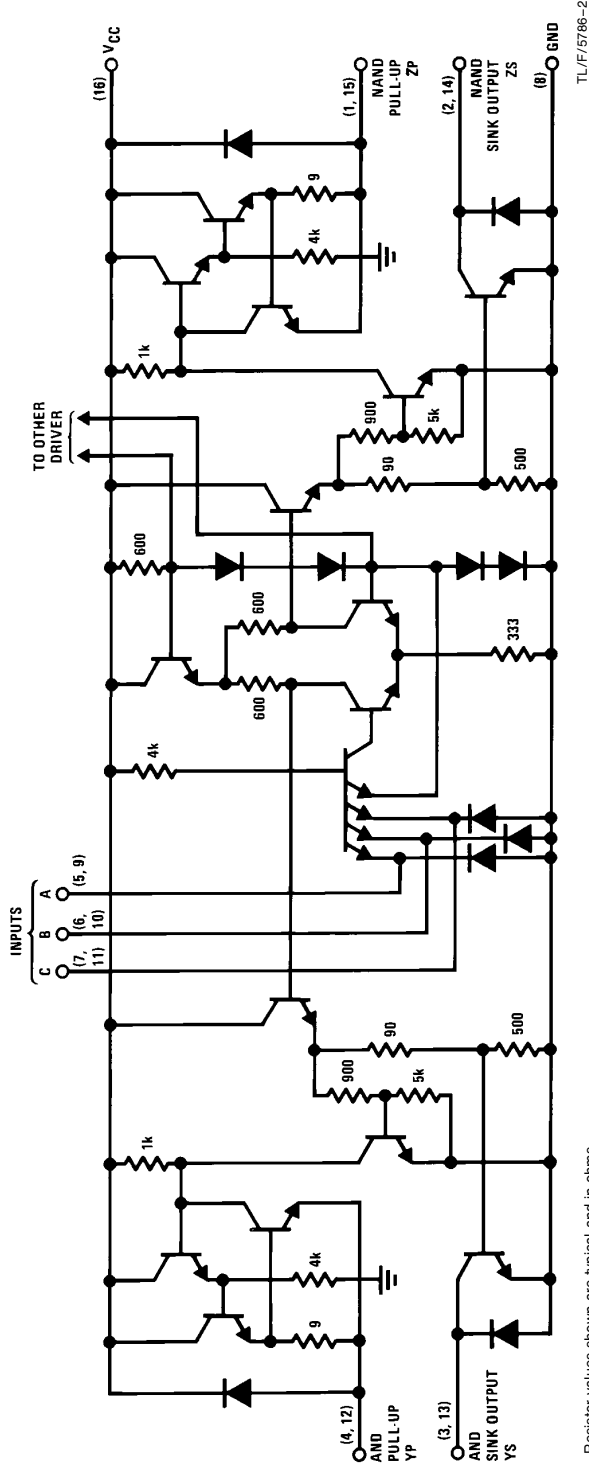 (16)
VCC
(1, 15)
NAND
PULL-UP
ZP
(2, 14)
NAND
SINK OUTPUT
ZS
(8)
GND
TL/F/5786–2
9
4k
1k
TO OTHER
DRIVER
900
5k
90
500
600
600
600
333
4k
INPUTS
A
(5, 9)
B
(6,
10)
C
(7,
11)
90
500
900
5k
1k
4k
9
(4, 12)
AND
PULL-UP
YP
(3, 13)
AND
SINK OUTPUT
YS
Resistor values shown are typical and in ohms.